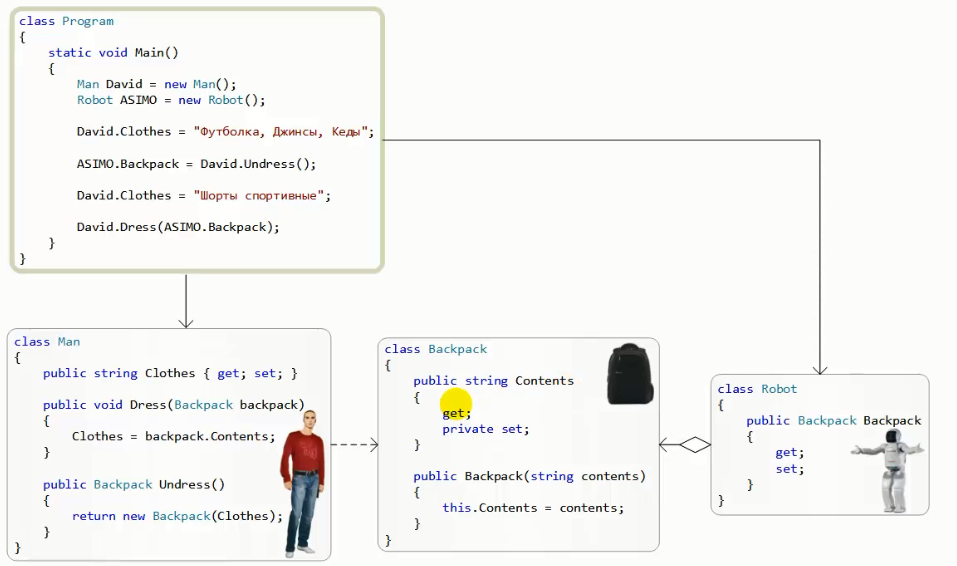 class Program
{
static void Main()
{
Man David = new Man();
Robot ASIMO = new Robot();
David.Clothes = "Футболка, Джинсы, Кеды";
ASIMO.Backpack = David.Undress();
David.Clothes = "Шорты спортивные";
David.Dress(ASIMO.Backpack);
}
}
class Man
{
public string Clothes { get; set; }
public void Dress(Backpack backpack)
{
Clothes = backpack.Contents;
}
public Backpack Undress()
{
return new Backpack(Clothes);
}
}
class Backpack
{
public string Contents
{
get;
private set;
}
public Backpack(string contents)
{
this.Contents = contents;
}
}
class Robot
{
public Backpack Backpack
{
get;
set;
}
}